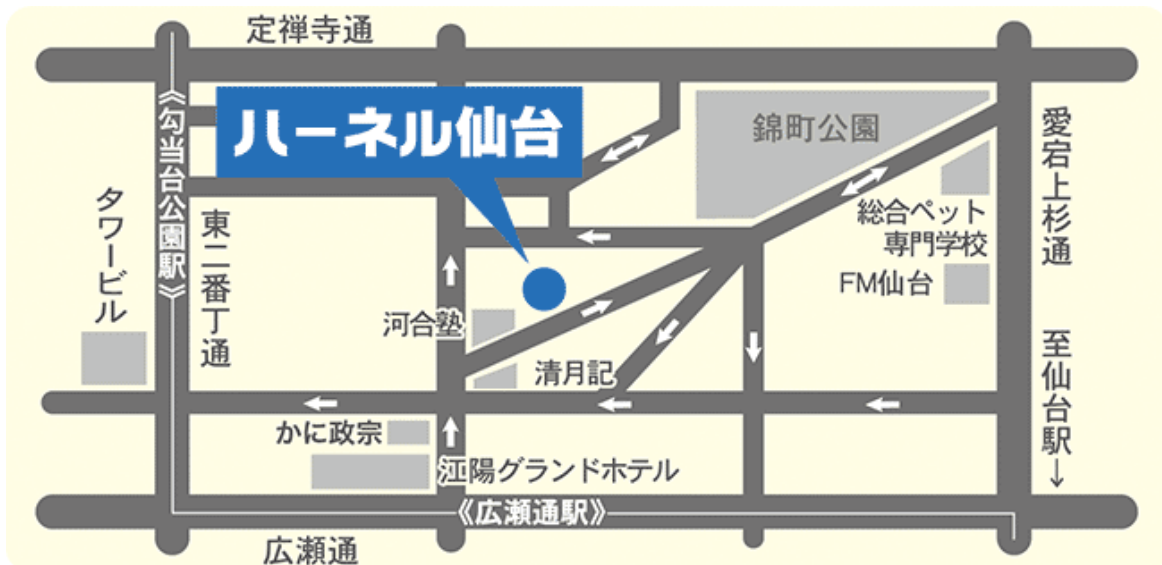 定禅寺通
ハーネル仙台
《勾当台公園駅》
錦町公園
愛宕上杉通
タワービル
東二番丁通
総合ペット
専門学校
FM仙台
河合塾
清月記
至仙台駅↓
かに政宗
江陽グランドホテル
《広瀬通駅》
広瀬通